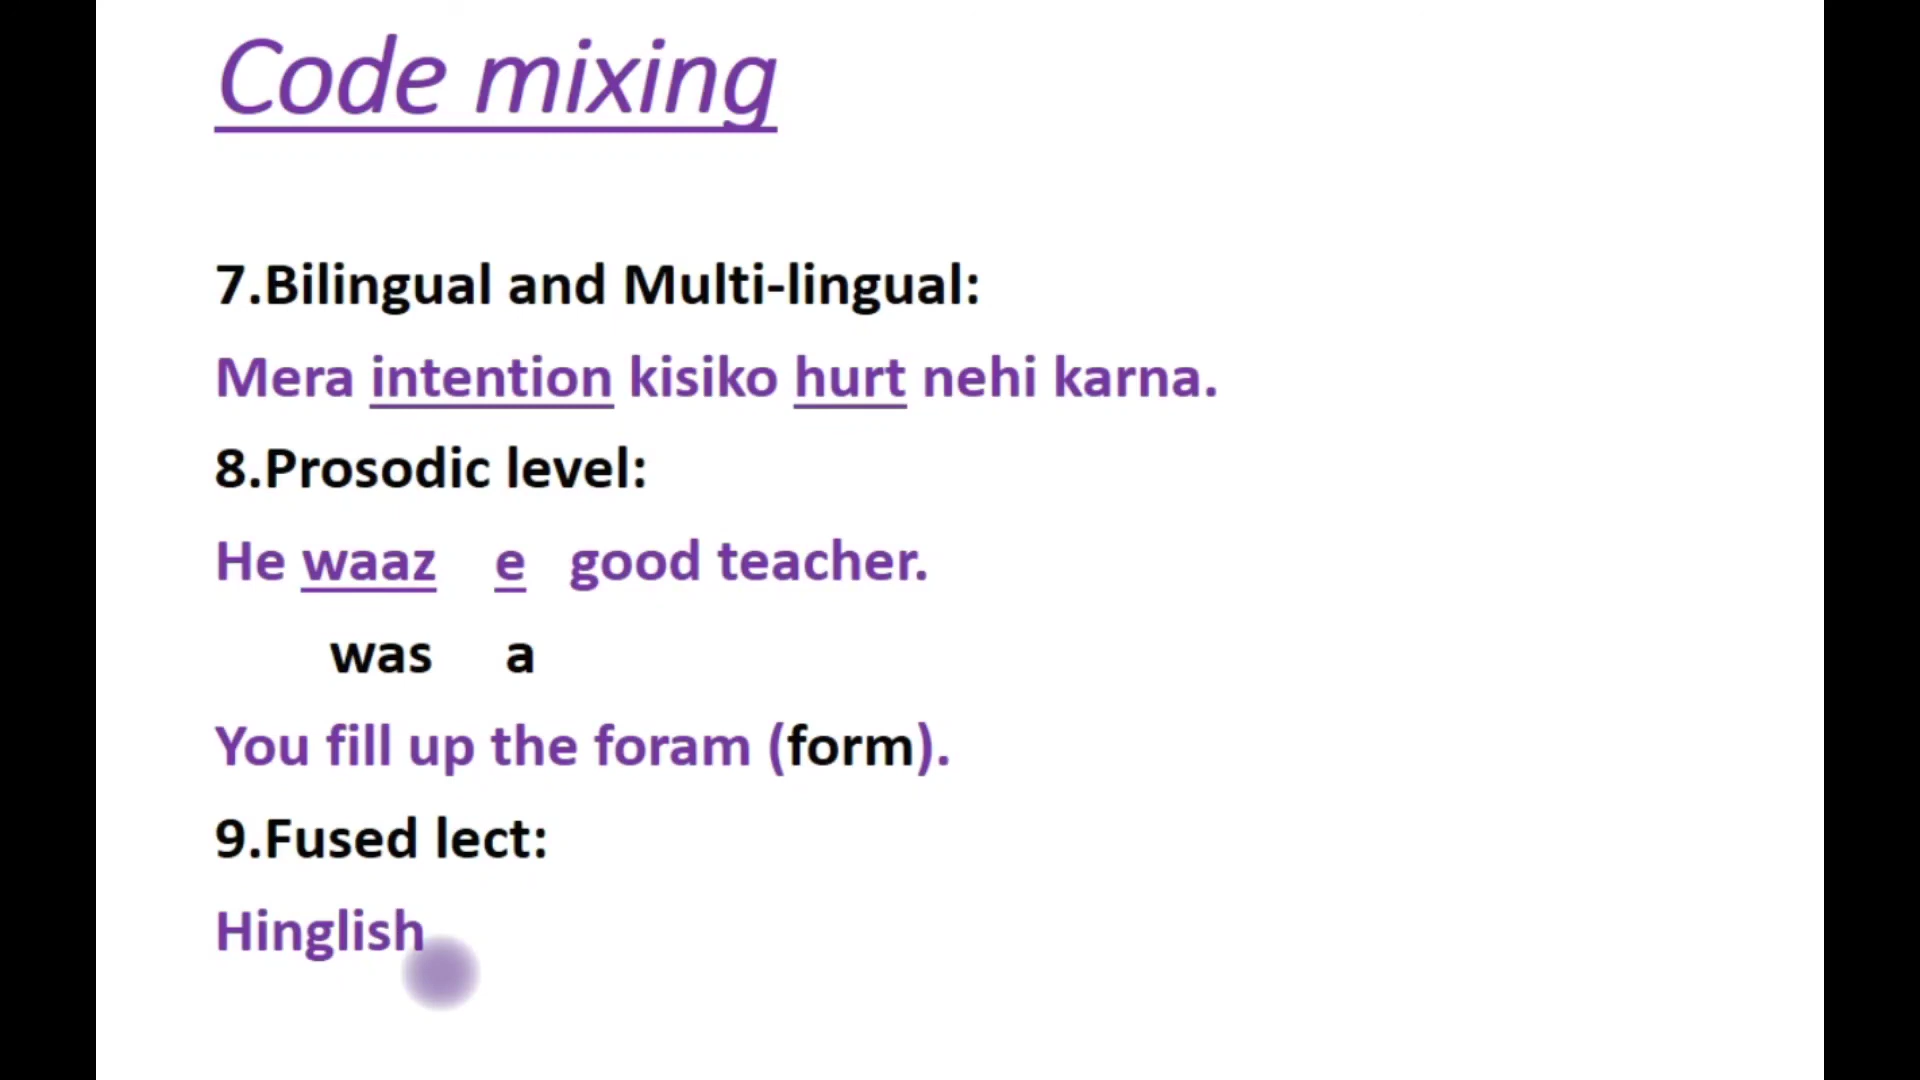 Code mixing
7.Bilingual and Multi-lingual:
Mera intention kisiko hurt nehi karna.
8.Prosodic level:
He waaz e good teacher.
was a
You fill up the foram (form).
9.Fused lect:
Hinglish